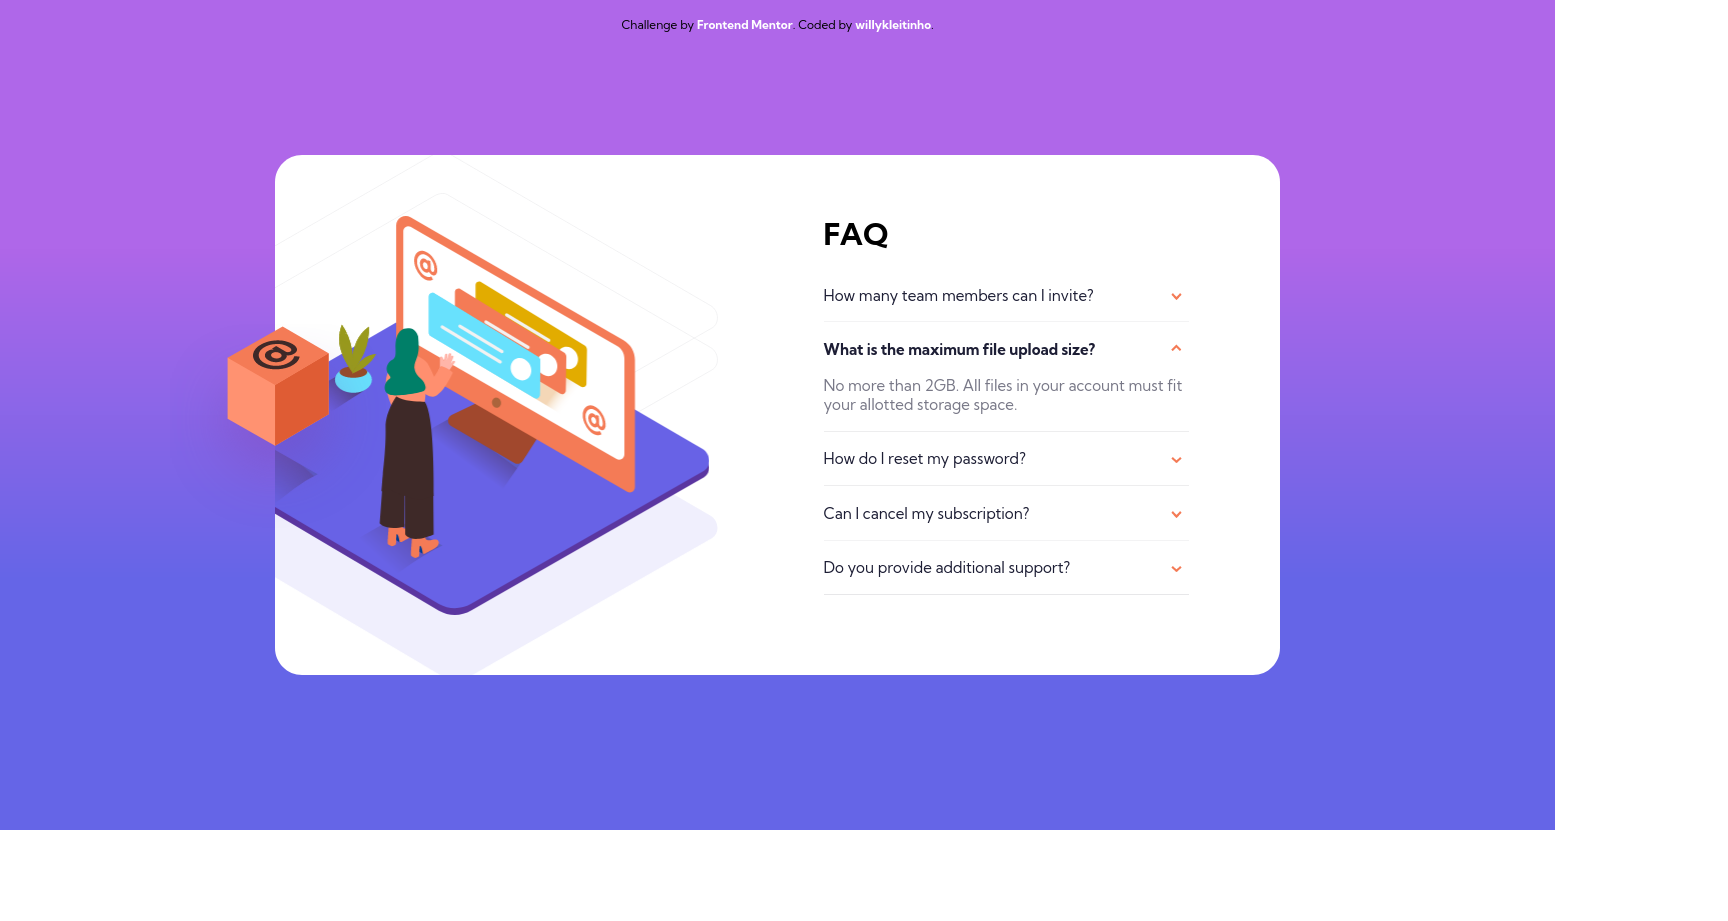 Challenge by Frontend Mentor. Coded by willykleitinho.
FAQ
How many team members can I invite?
What is the maximum file upload size?
No more than 2GB. All files in your account must fit
your allotted storage space.
How do I reset my password?
Can I cancel my subscription?
Do you provide additional support?
@
@
@